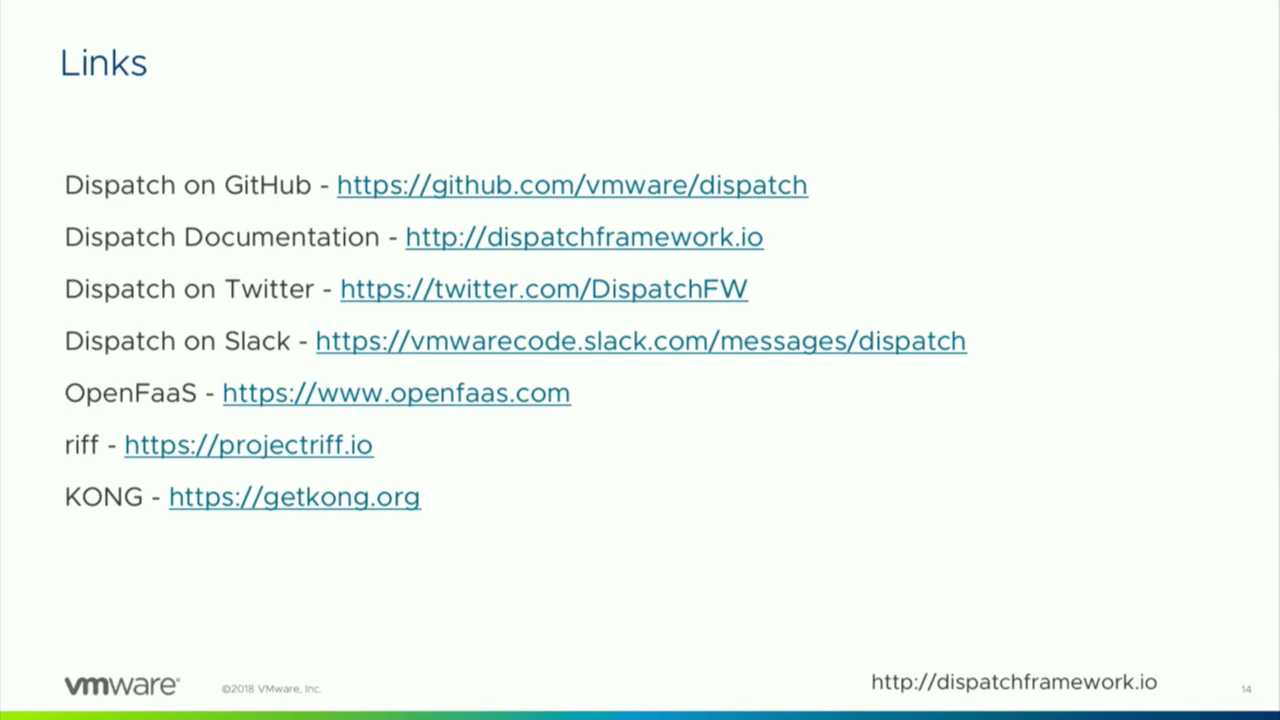 Links
Dispatch on GitHub - https://github.com/vmware/dispatch
Dispatch Documentation - http://dispatchframework.io
Dispatch on Twitter - https://twitter.com/DispatchFW
Dispatch on Slack - https://vmwarecode.slack.com/messages/dispatch
OpenFaaS - https://www.openfaas.com
riff - https://projectriff.io
KONG - https://getkong.org
vmware®
©2018 VMware, Inc.
http://dispatchframework.io
14